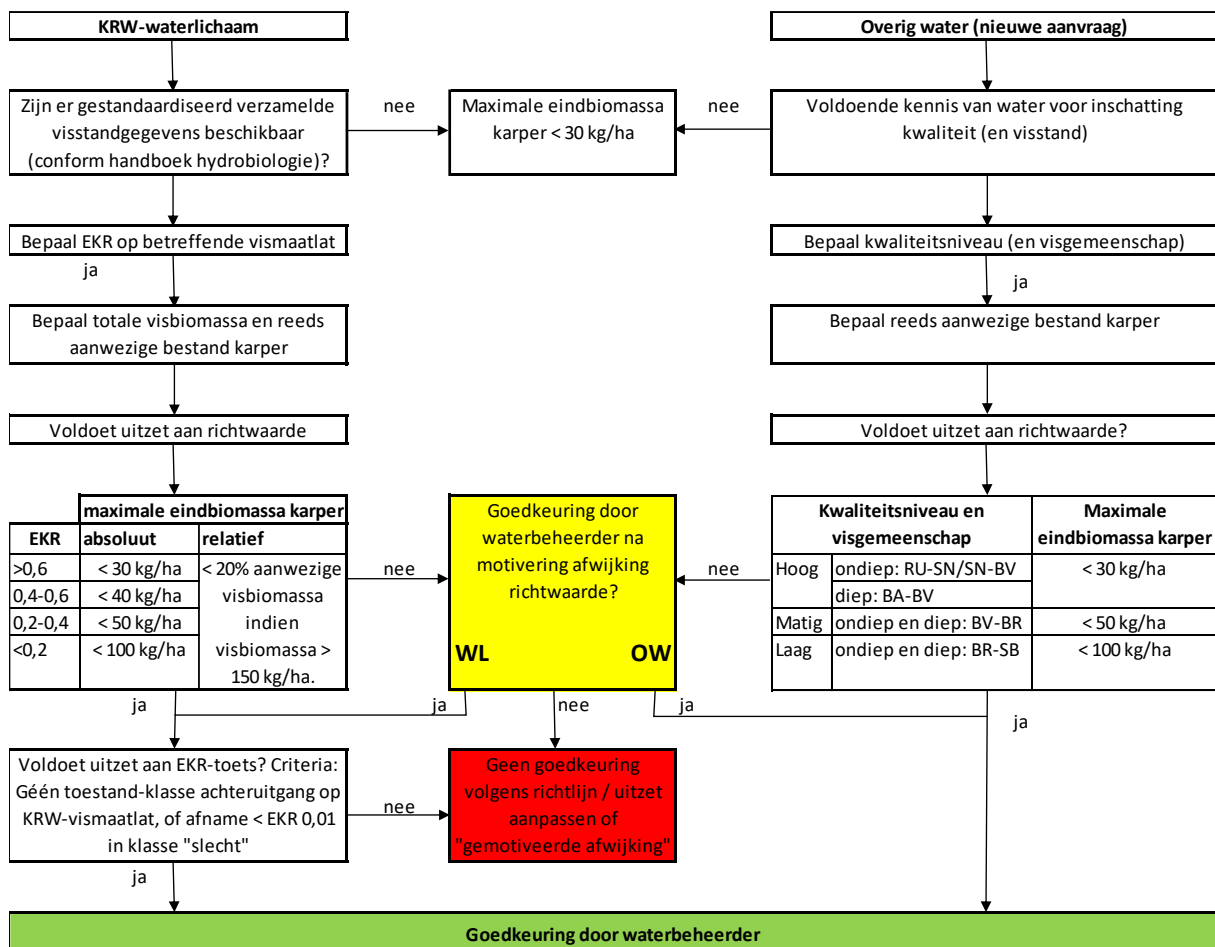 KRW-waterlichaam
Overig water (nieuwe aanvraag)
Zijn er gestandaardiseerd verzamelde
visstandgegevens beschikbaar
(conform handboek hydrobiologie)?
nee
Maximale eindbiomassa
karper < 30 kg/ha
nee
Voldoende kennis van water voor inschatting
kwaliteit (en visstand)
Bepaal EKR op betreffende vismaatlat
Bepaal kwaliteitsniveau (en visgemeenschap)
ja
ja
Bepaal totale visbiomassa en reeds
aanwezige bestand karper
Bepaal reeds aanwezige bestand karper
Voldoet uitzet aan richtwaarde
Voldoet uitzet aan richtwaarde?
maximale eindbiomassa karper
EKR absoluut relatief
>0,6 < 30 kg/ha
0,4-0,6 < 40 kg/ha
0,2-0,4 < 50 kg/ha
<0,2 < 100 kg/ha
< 20% aanwezige
visbiomassa
indien
visbiomassa >
150 kg/ha.
nee
Goedkeuring door
waterbeheerder na
motivering afwijking
richtwaarde?
WL OW
nee
Kwaliteitsniveau en
visgemeenschap
Maximale
eindbiomassa karper
Hoog ondiep: RU-SN/SN-BV < 30 kg/ha
diep: BA-BV
Matig ondiep en diep: BV-BR < 50 kg/ha
Laag ondiep en diep: BR-SB < 100 kg/ha
ja
ja
nee
ja
ja
Voldoet uitzet aan EKR-toets? Criteria:
Géén toestand-klasse achteruitgang op
KRW-vismaatlat, of afname < EKR 0,01
in klasse "slecht"
nee
Geen goedkeuring
volgens richtlijn / uitzet
aanpassen of
"gemotiveerde afwijking"
ja
Goedkeuring door waterbeheerder